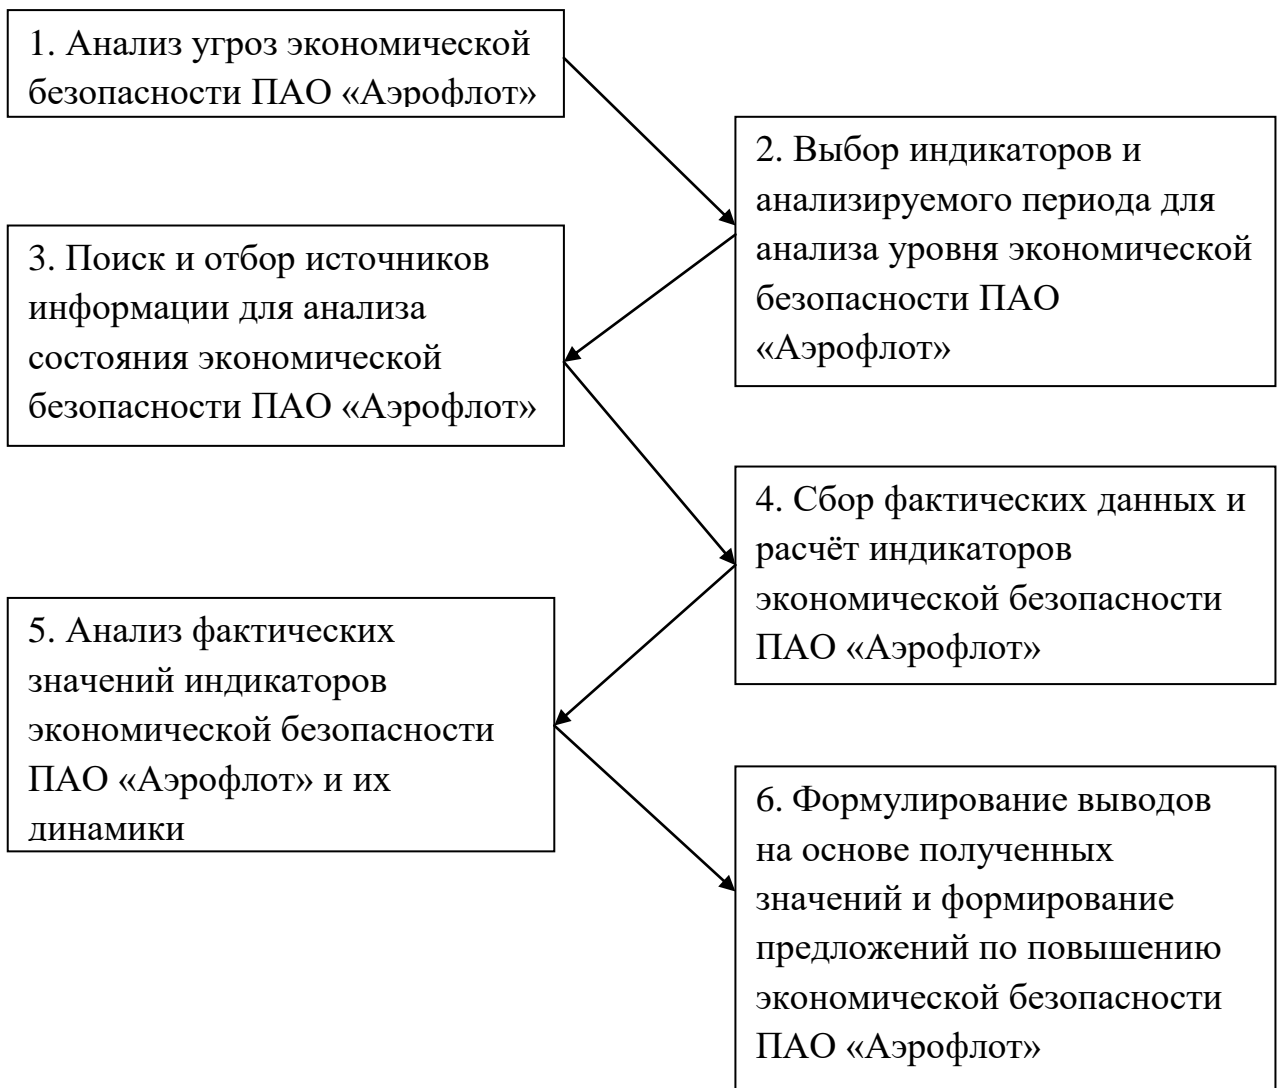 1. Анализ угроз экономической
безопасности ПАО «Аэрофлот»
2. Выбор индикаторов и
анализируемого периода для
анализа уровня экономической
безопасности ПАО
«Аэрофлот»
3. Поиск и отбор источников
информации для анализа
состояния экономической
безопасности ПАО «Аэрофлот»
4. Сбор фактических данных и
расчёт индикаторов
экономической безопасности
ПАО «Аэрофлот»
5. Анализ фактических
значений индикаторов
экономической безопасности
ПАО «Аэрофлот» и их
динамики
6. Формулирование выводов
на основе полученных
значений и формирование
предложений по повышению
экономической безопасности
ПАО «Аэрофлот»